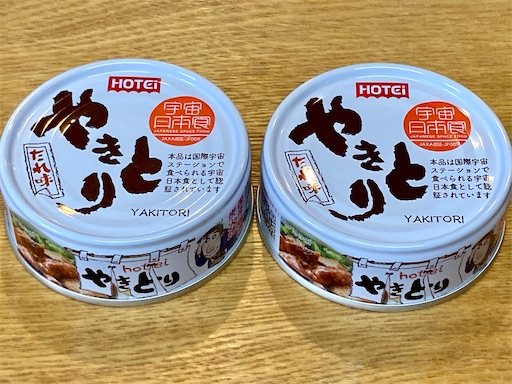 HOTEi
やきとり
たれ味
宇宙
日本食
JAPANESE SPACE FOOD
本品は国際宇宙
ステーションで
食べられる宇宙
日本食として認
証されています
YAKITORI
hotei
やきとり
HOTEi
やきとり
たれ味
宇宙
日本食
JAPANESE SPACE FOOD
本品は国際宇宙
ステーションで
食べられる宇宙
日本食として認
証されています
YAKITORI
hotei
やきとり